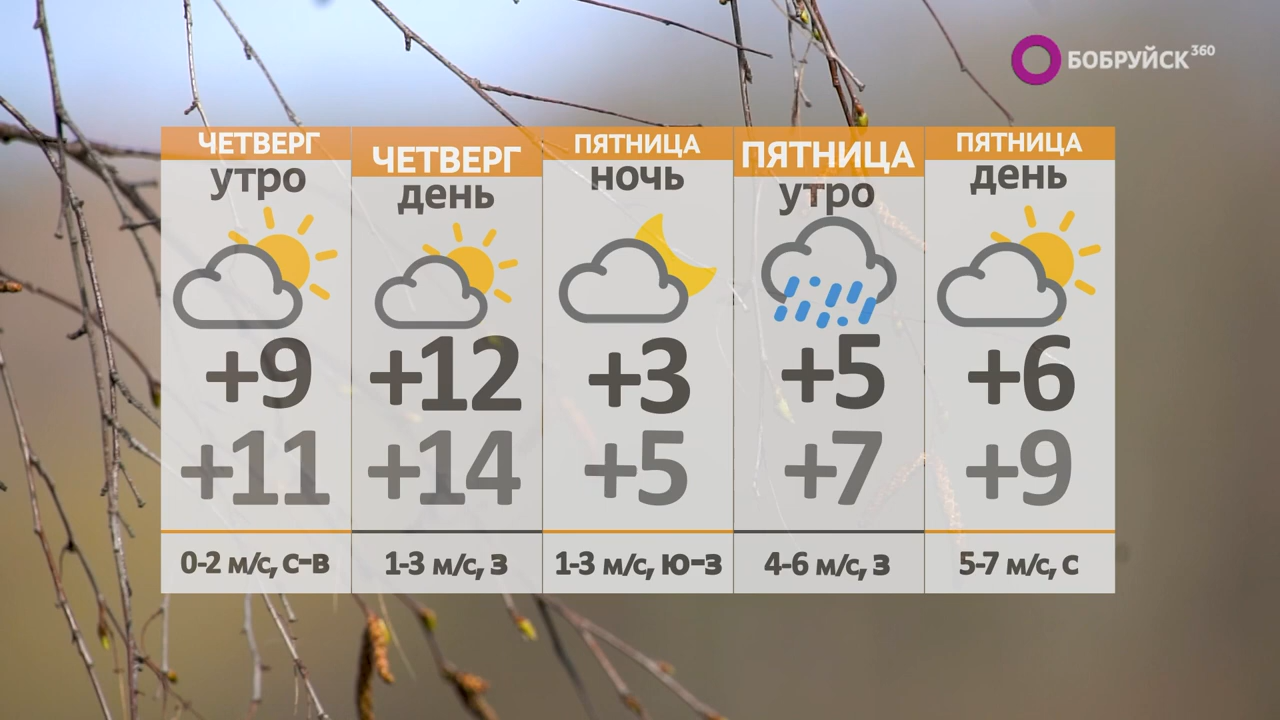 БОБРУЙСК360
ЧЕТВЕРГ
утро
+9
+11
0-2 м/с, с-в
ЧЕТВЕРГ
день
+12
+14
1-3 м/с, з
ПЯТНИЦА
ночь
+3
+5
1-3 м/с, ю-з
ПЯТНИЦА
утро
+5
+7
4-6 м/с, з
ПЯТНИЦА
день
+6
+9
5-7 м/с, с